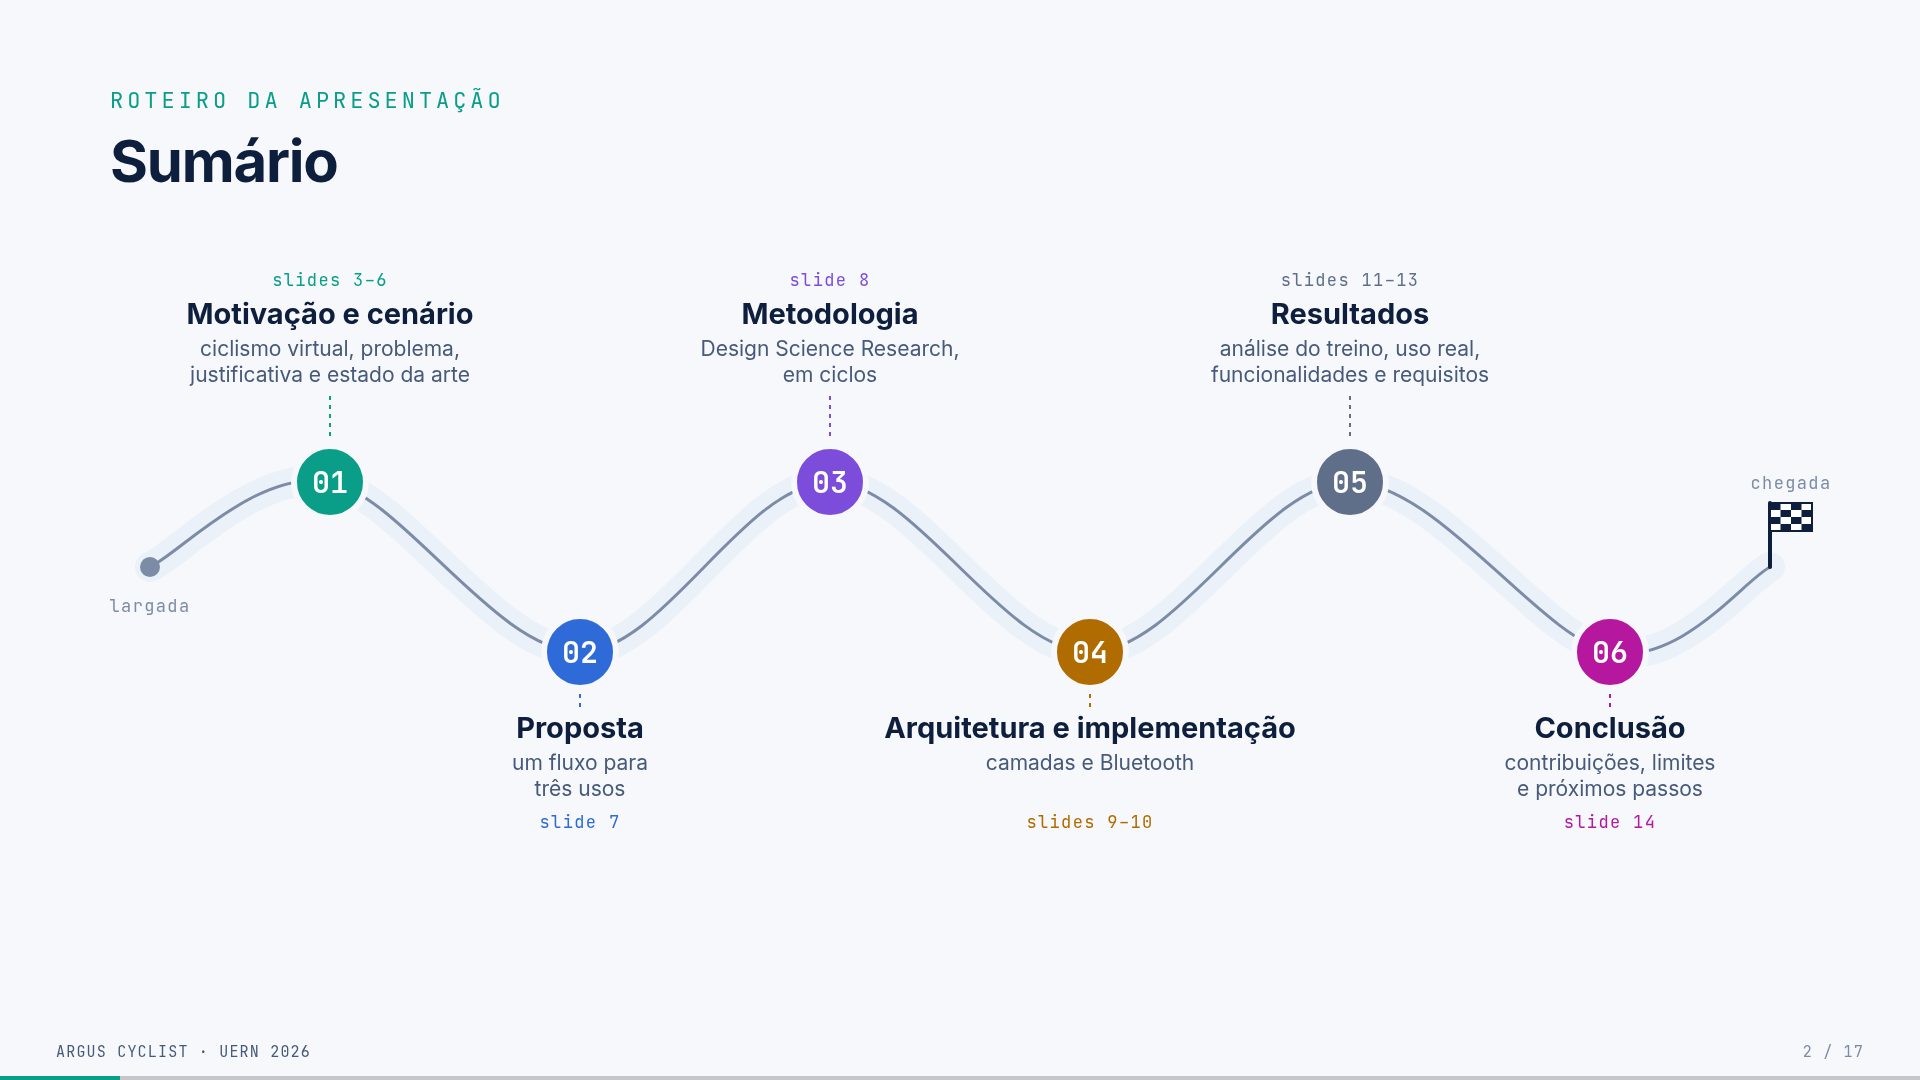 ROTEIRO DA APRESENTAÇÃO
Sumário
slides 3–6
Motivação e cenário
ciclismo virtual, problema,
justificativa e estado da arte
slide 8
Metodologia
Design Science Research,
em ciclos
slides 11–13
Resultados
análise do treino, uso real,
funcionalidades e requisitos
01
03
05
chegada
largada
02
04
06
Proposta
um fluxo para
três usos
slide 7
Arquitetura e implementação
camadas e Bluetooth
slides 9–10
Conclusão
contribuições, limites
e próximos passos
slide 14
ARGUS CYCLIST · UERN 2026
2 / 17